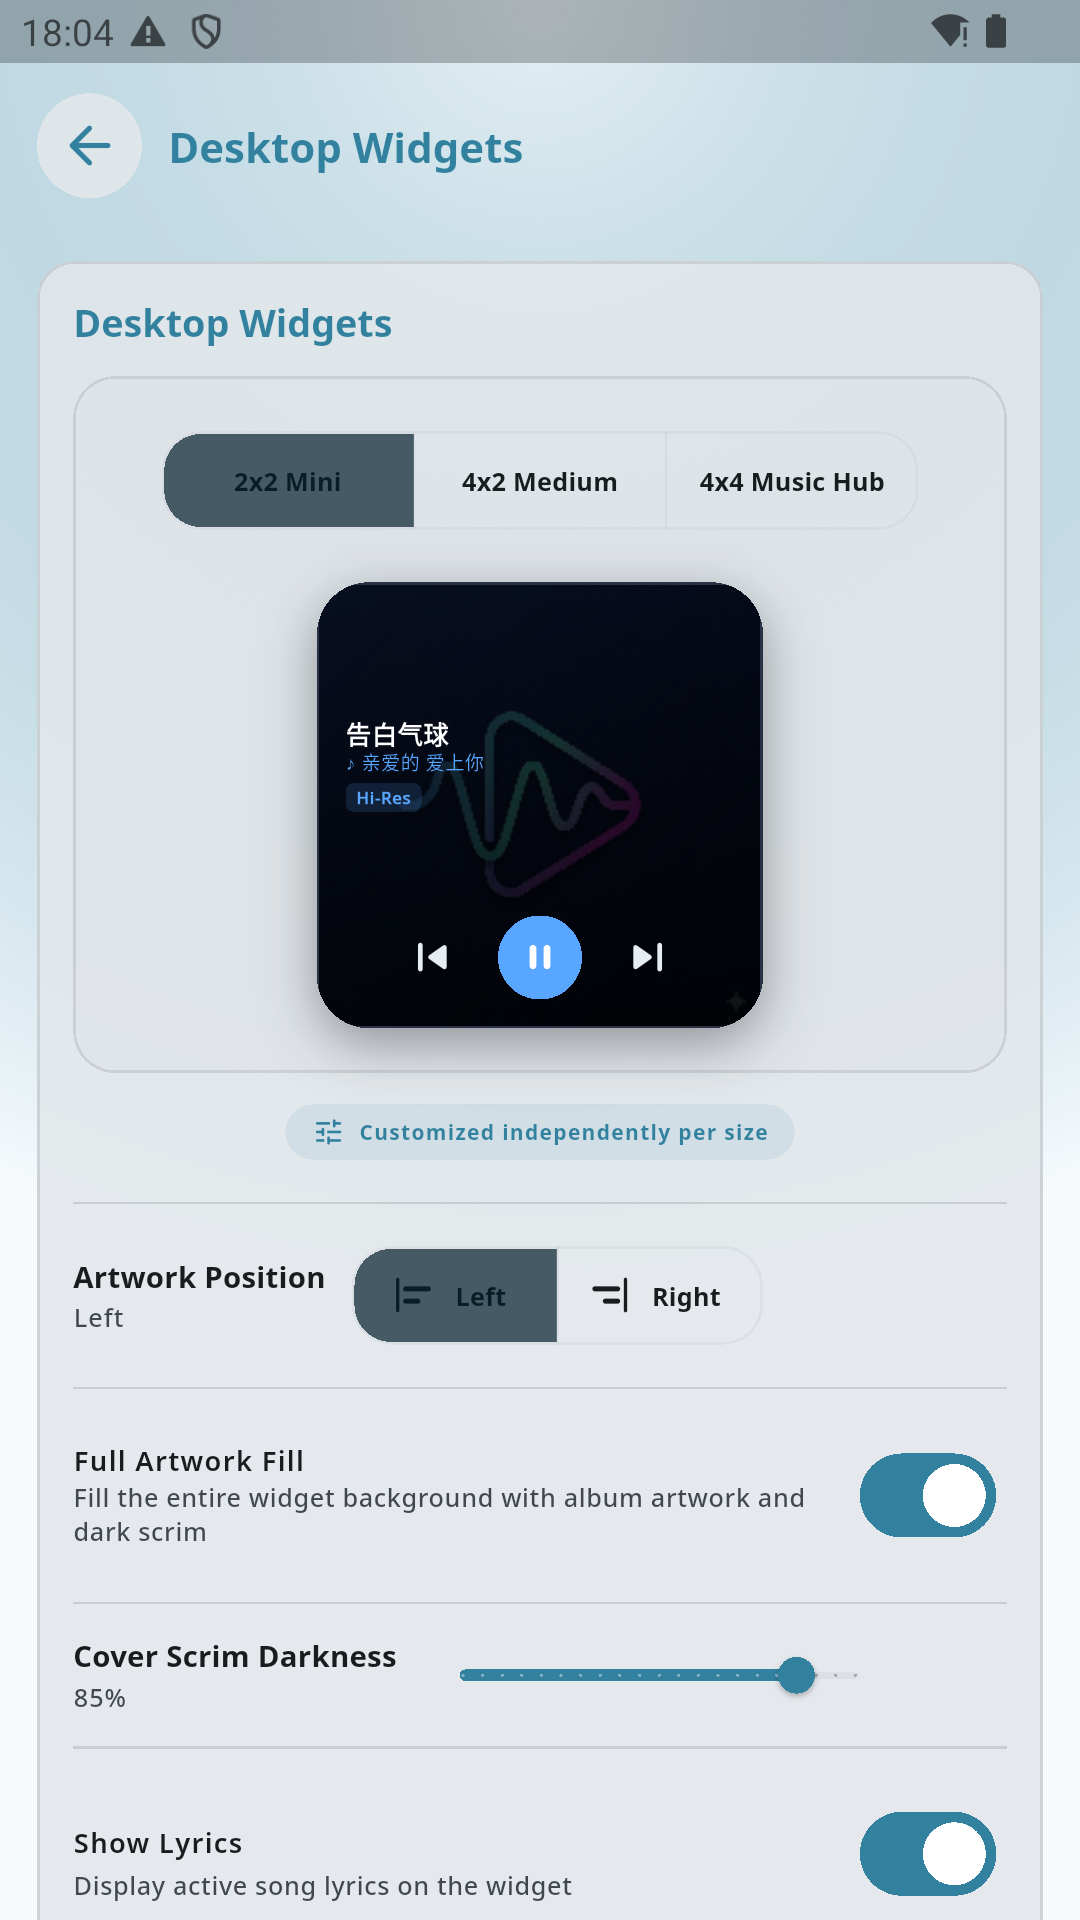 18:04
Desktop Widgets
Desktop Widgets
2x2 Mini
4x2 Medium
4x4 Music Hub
告白气球
♪ 亲爱的 爱上你
Hi-Res
Customized independently per size
Artwork Position
Left
Left
Right
Full Artwork Fill
Fill the entire widget background with album artwork and
dark scrim
Cover Scrim Darkness
85%
Show Lyrics
Display active song lyrics on the widget